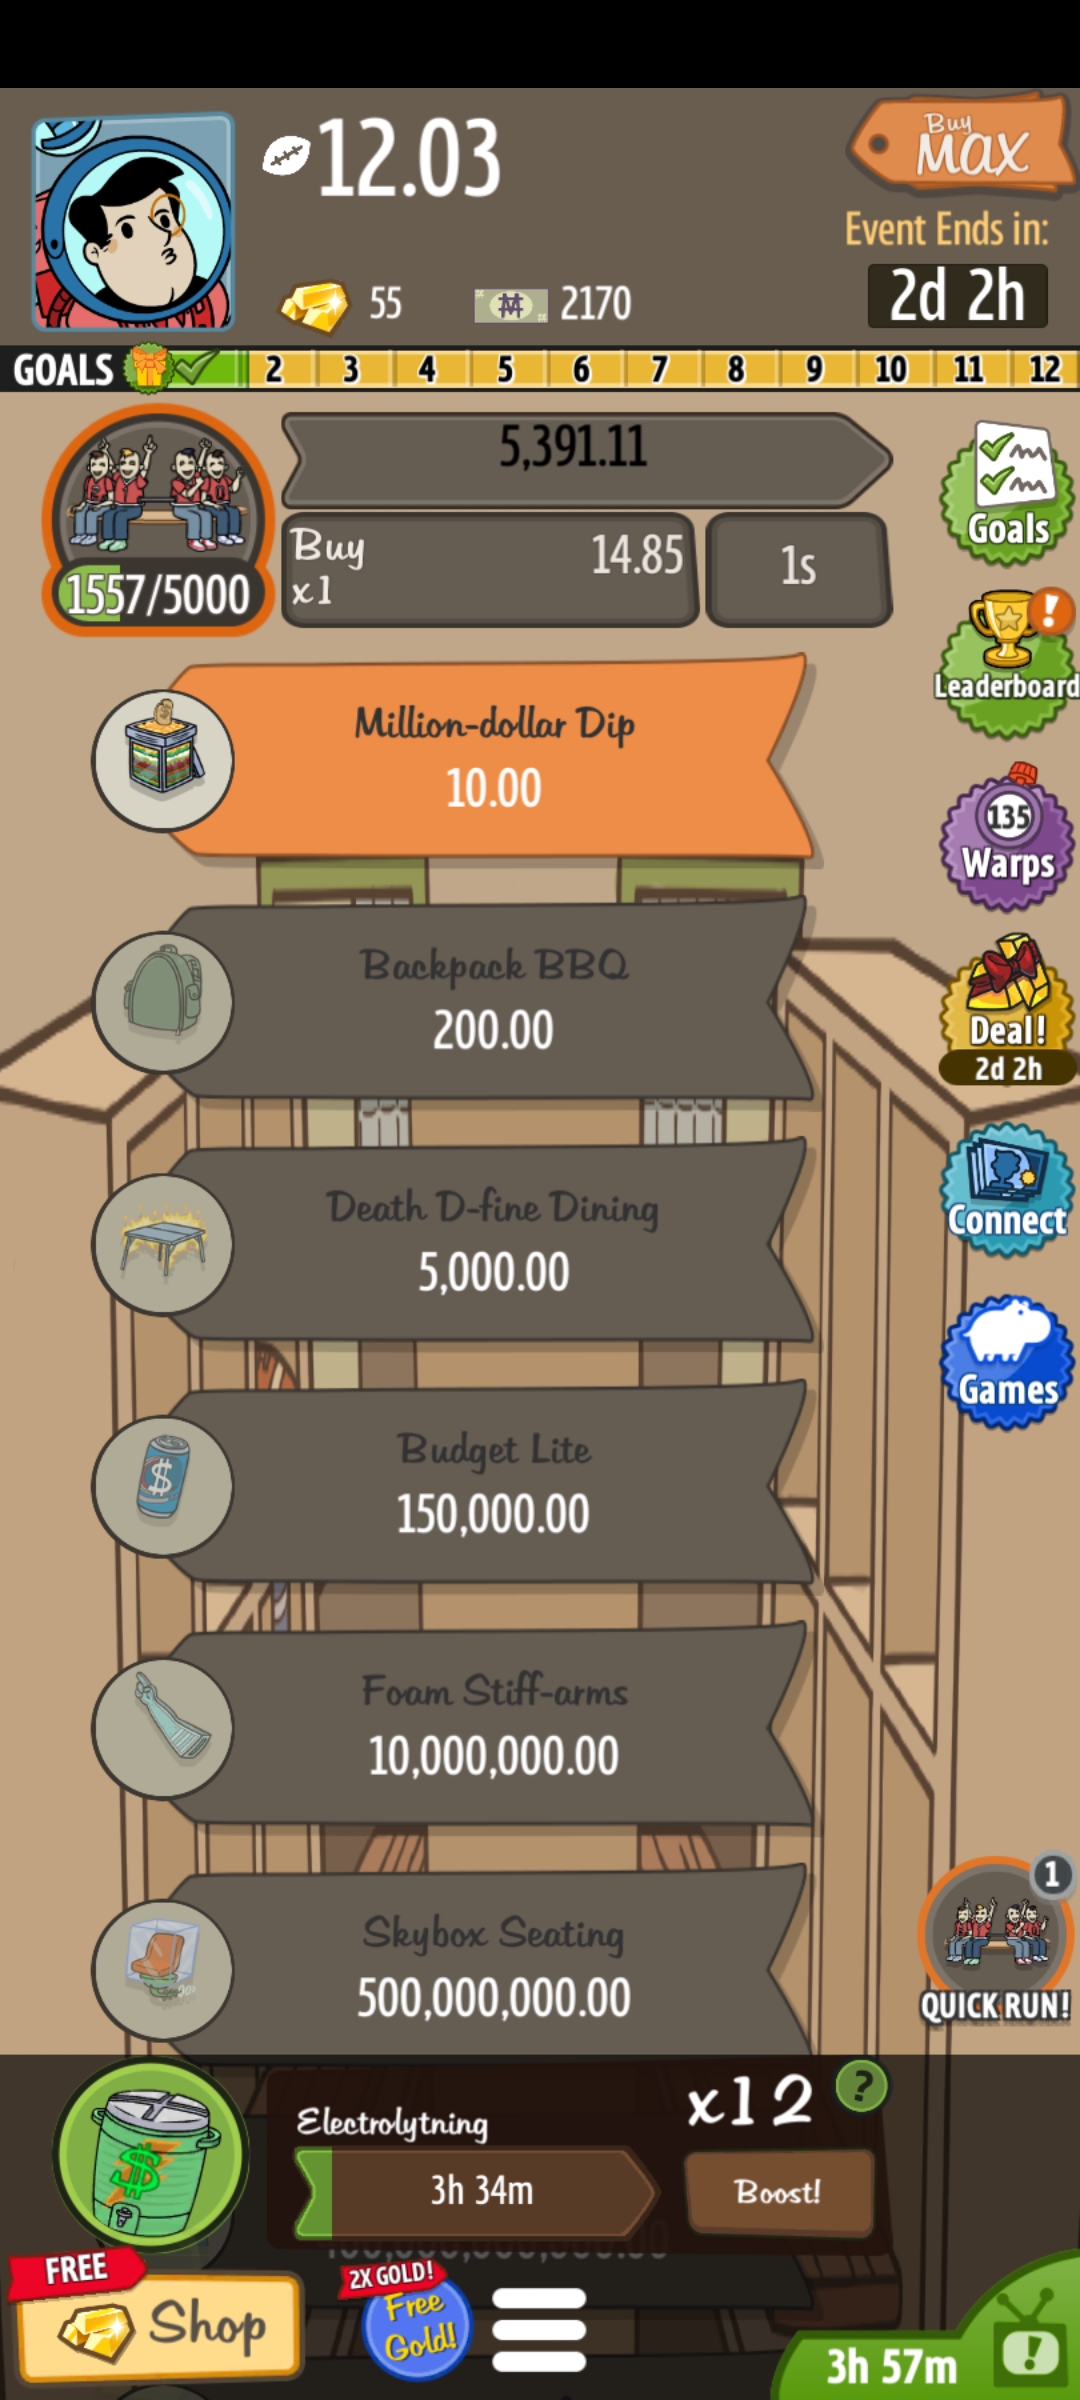 12.03
Buy
MAX
Event Ends in:
55
2170
2d 2h
GOALS 2 3 4 5 6 7 8 9 10 11 12
5,391.11
Buy
x1
14.85
1s
1557/5000
Goals
Million-dollar Dip
10.00
Leaderboard
135
Warps
Backpack BBQ
200.00
Deal!
2d 2h
Death D-fine Dining
5,000.00
Connect
Games
Budget Lite
150,000.00
Foam Stiff-arms
10,000,000.00
Skybox Seating
500,000,000.00
1
QUICK RUN!
Electrolytning
x12
?
3h 34m
Boost!
FREE
Shop
2X GOLD!
Free
Gold!
3h 57m